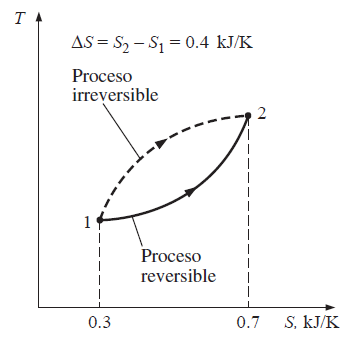 T
ΔS = S₂ – S₁ = 0.4 kJ/K
Proceso
irreversible
2
1
Proceso
reversible
0.3
0.7
S, kJ/K